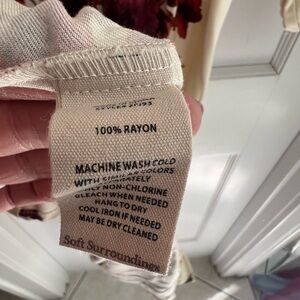 100% RAYON
MACHINE WASH COLD
WITH SIMILAR COLORS
ONLY NON-CHLORINE
BLEACH WHEN NEEDED
HANG TO DRY
COOL IRON IF NEEDED
MAY BE DRY CLEANED
Soft Surroundings